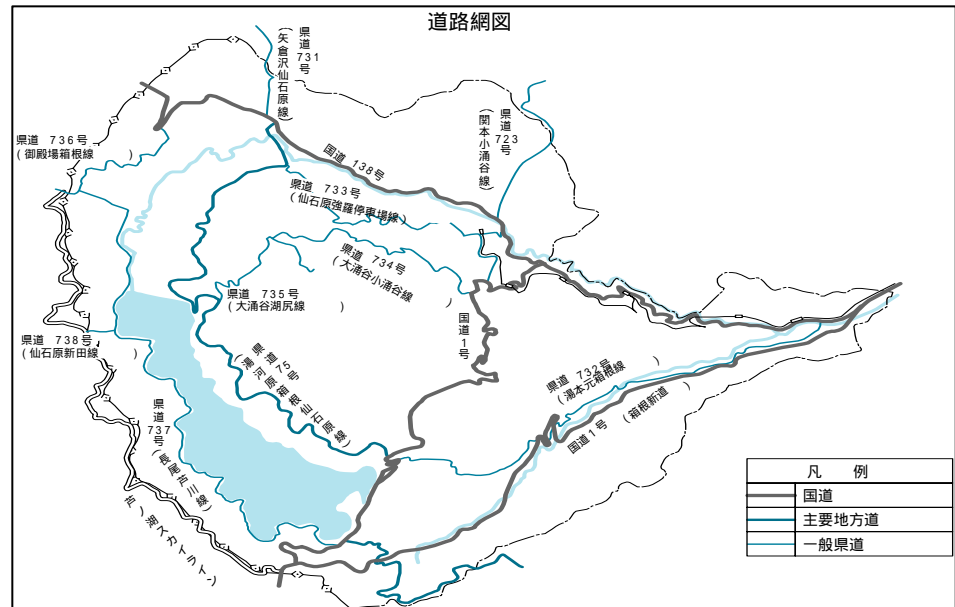 道路網図
県道 731号
(矢倉沢仙石原線)
県道 723号
(関本小涌谷線)
国道 138号
県道 736号
(御殿場箱根線)
県道 733号
(仙石原強羅停車場線)
県道 734号
(大涌谷小涌谷線)
県道 735号
(大涌谷湖尻線)
国道1号
県道 738号
(仙石原新田線)
県道75号
(湯河原箱根仙石原線)
県道 732号
(湯本元箱根線)
国道1号 (箱根新道)
県道 737号
(長尾芦川線)
芦ノ湖スカイライン
凡 例
国道
主要地方道
一般県道